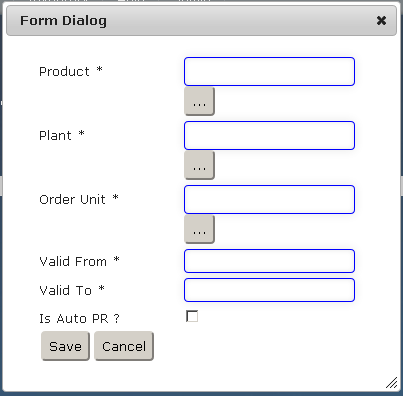 Form Dialog
Product *
...
Plant *
...
Order Unit *
...
Valid From *
Valid To *
Is Auto PR ?
Save Cancel